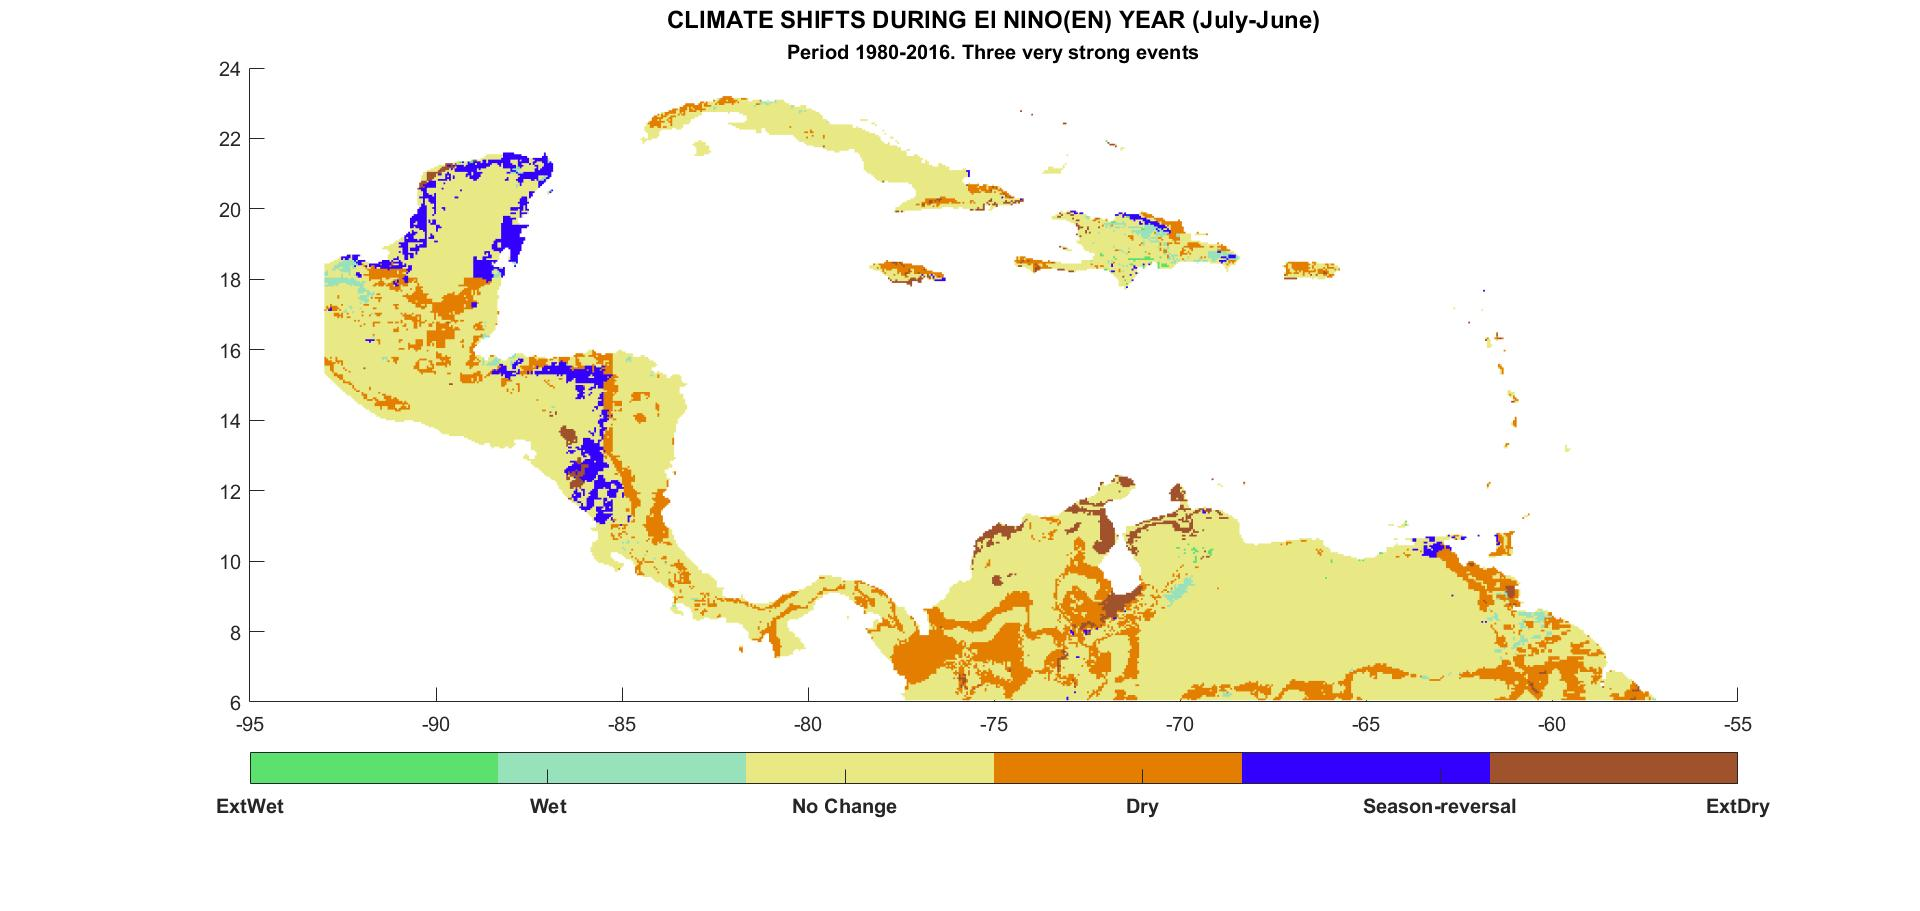 CLIMATE SHIFTS DURING EI NINO(EN) YEAR (July-June)
Period 1980-2016. Three very strong events
24
22
20
18
16
14
12
10
8
6
-95 -90 -85 -80 -75 -70 -65 -60 -55
ExtWet Wet No Change Dry Season-reversal ExtDry